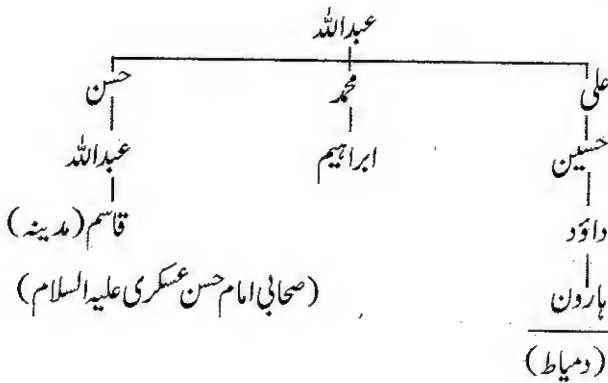 عبداللہ
علی محمد حسن
حسین ابراہیم عبداللہ
داؤد قاسم (مدینہ)
ہارون (صحابی امام حسن عسکری علیہ السلام)
(دمیاط)